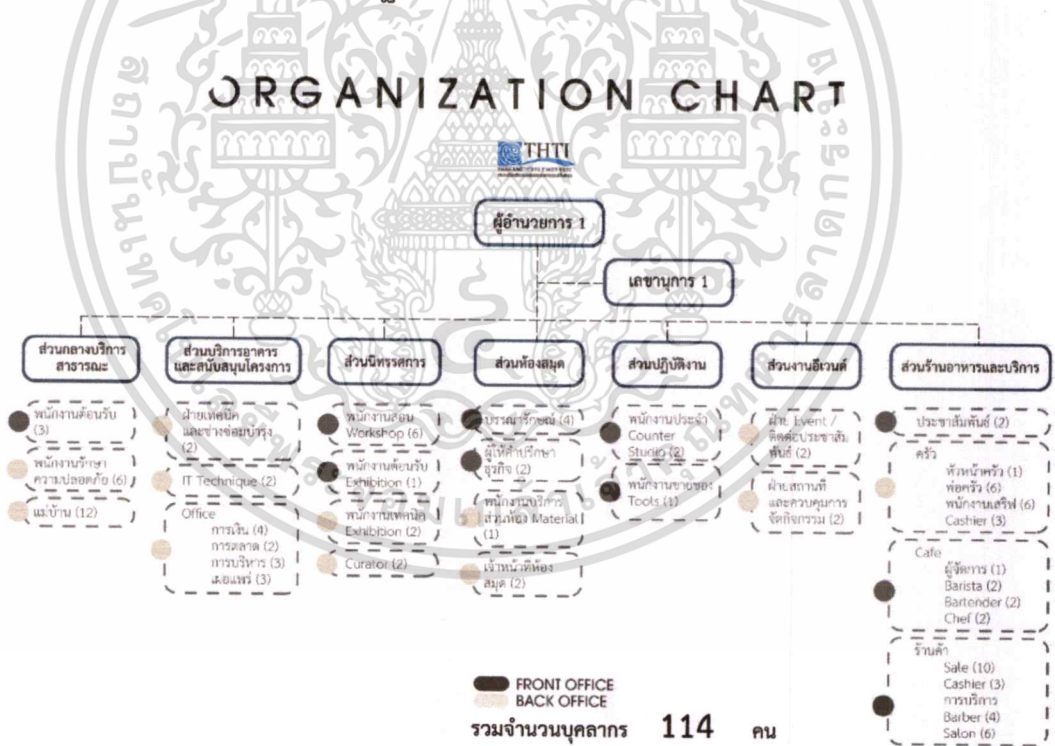 ORGANIZATION CHART
THTI
ผู้อำนวยการ 1
เลขานุการ 1
ส่วนกลางบริการ
สาธารณะ
พนักงานต้อนรับ
(3)
พนักงานรักษา
ความปลอดภัย (6)
แม่บ้าน (12)
ส่วนบริการอาคาร
และสนับสนุนโครงการ
ฝ่ายเทคนิค
และช่างซ่อมบำรุง
(2)
IT Technique (2)
Office
การเงิน (4)
การตลาด (2)
การบริหาร (3)
เผยแพร่ (3)
ส่วนนิทรรศการ
พนักงานสอน
Workshop (6)
พนักงานต้อนรับ
Exhibition (1)
พนักงานเทคนิค
Exhibition (2)
Curator (2)
ส่วนห้องสมุด
บรรณารักษณ์ (4)
ผู้ให้คำปรึกษา
ธุรกิจ (2)
พนักงานบริการ
ส่วนห้อง Material
(1)
เจ้าหน้าที่ห้อง
สมุด (2)
ส่วนปฏิบัติงาน
พนักงานประจำ
Counter
Studio (2)
พนักงานขายของ
Tools (1)
ส่วนงานอีเวนต์
ฝ่าย Event /
ติดต่อประชาสัม
พันธ์ (2)
ฝ่ายสถานที่
และควบคุมการ
จัดกิจกรรม (2)
ส่วนร้านอาหารและบริการ
ประชาสัมพันธ์ (2)
ครัว
หัวหน้าครัว (1)
พ่อครัว (6)
พนักงานเสริฟ (6)
Cashier (3)
Cafe
ผู้จัดการ (1)
Barista (2)
Bartender (2)
Chef (2)
ร้านค้า
Sale (10)
Cashier (3)
การบริการ
Barber (4)
Salon (6)
FRONT OFFICE
BACK OFFICE
รวมจำนวนบุคลากร 114 คน